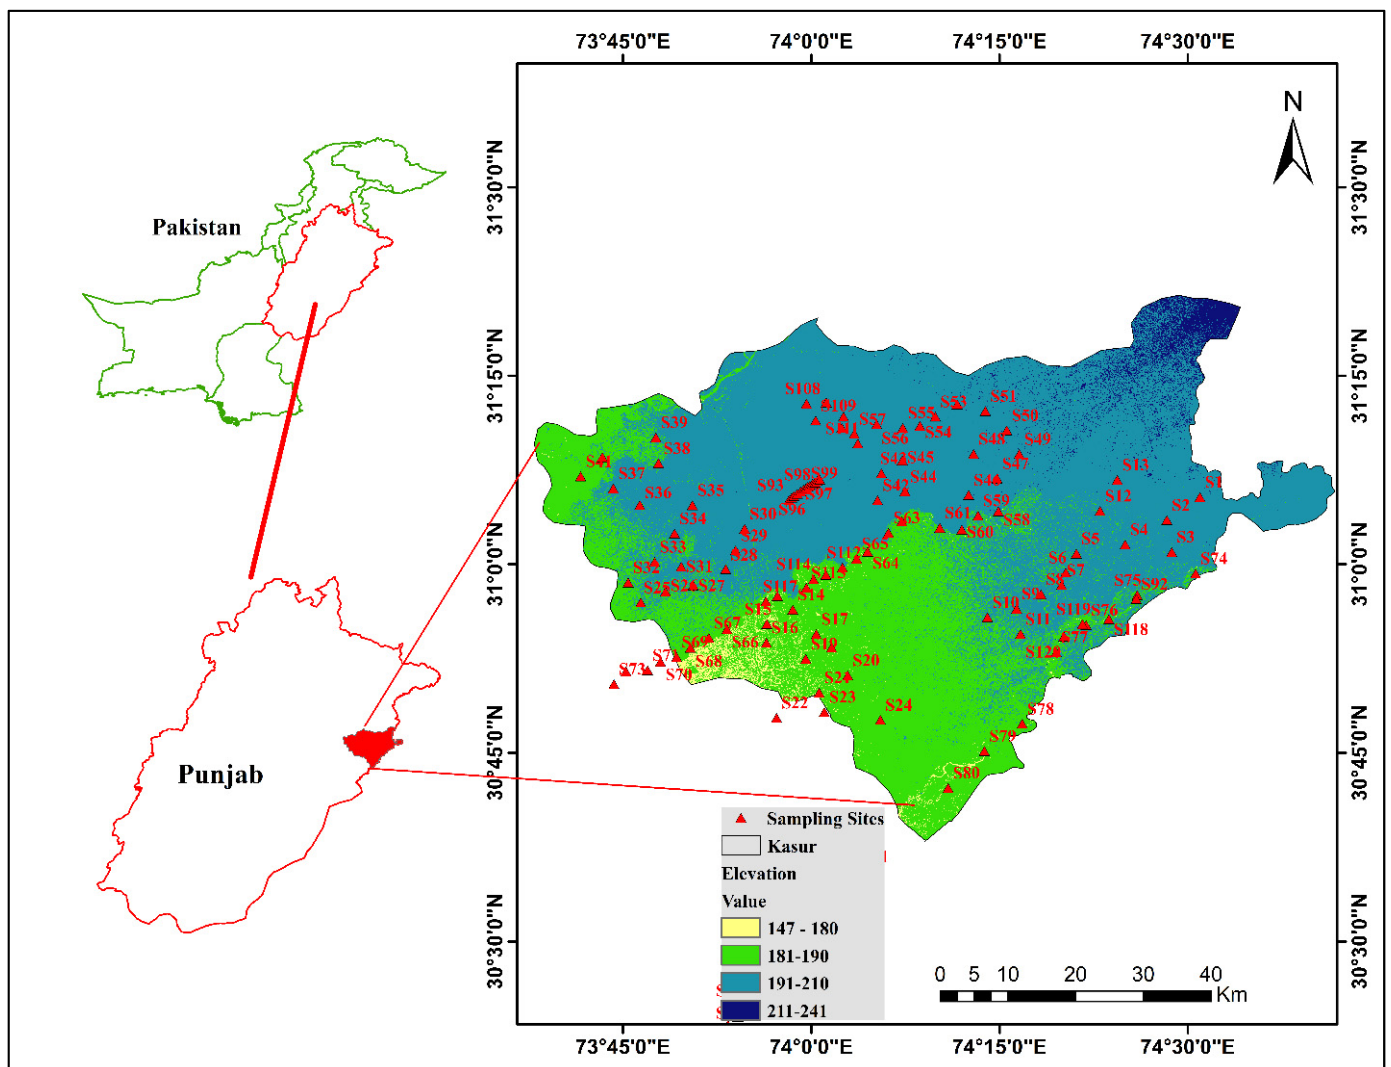 73°45'0"E 74°0'0"E 74°15'0"E 74°30'0"E
N
31°30'0"N 31°30'0"N
Pakistan
31°15'0"N 31°15'0"N
S108 S53 S51
S109 S57 S55 S50
S39 S56 S54
S38 S48 S49
S41 S37 S98 S99 S43 S45 S47 S13
S36 S35 S93 S97 S42 S44 S1
S96 S59 S12 S2
S34 S30 S63 S61 S58
S29 S60 S4
S33 S28 S65 S5 S3
S112 S64 S6
S32 S31 S114 S7 S74
S25 S27 S117 S14 S8 S75 S92
S15 S9
S10 S119 S76
S67 S16 S17 S11 S118
S69 S66 S19 S77
S73 S68 S20
S70
S23
S22 S24 S78
S79
S80
31°0'0"N 31°0'0"N
30°45'0"N 30°45'0"N
Punjab
Sampling Sites
Kasur
Elevation
Value
147 - 180
181-190
191-210
211-241
30°30'0"N 30°30'0"N
0 5 10 20 30 40
Km
73°45'0"E 74°0'0"E 74°15'0"E 74°30'0"E